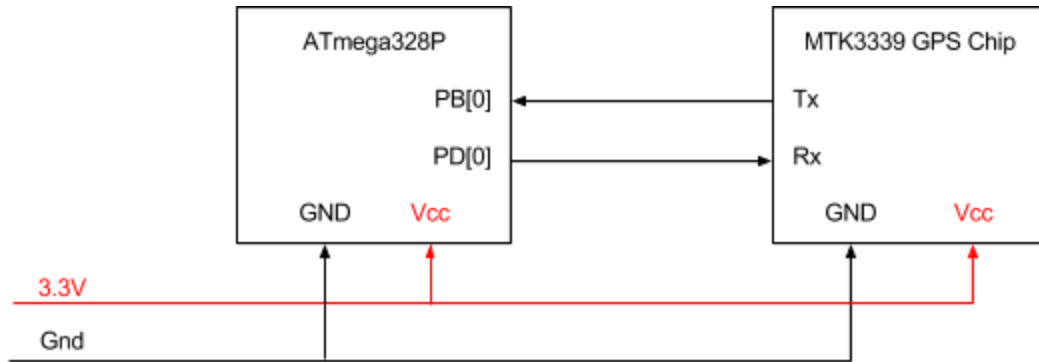 ATmega328P
PB[0]
PD[0]
GND Vcc
MTK3339 GPS Chip
Tx
Rx
GND Vcc
3.3V
Gnd